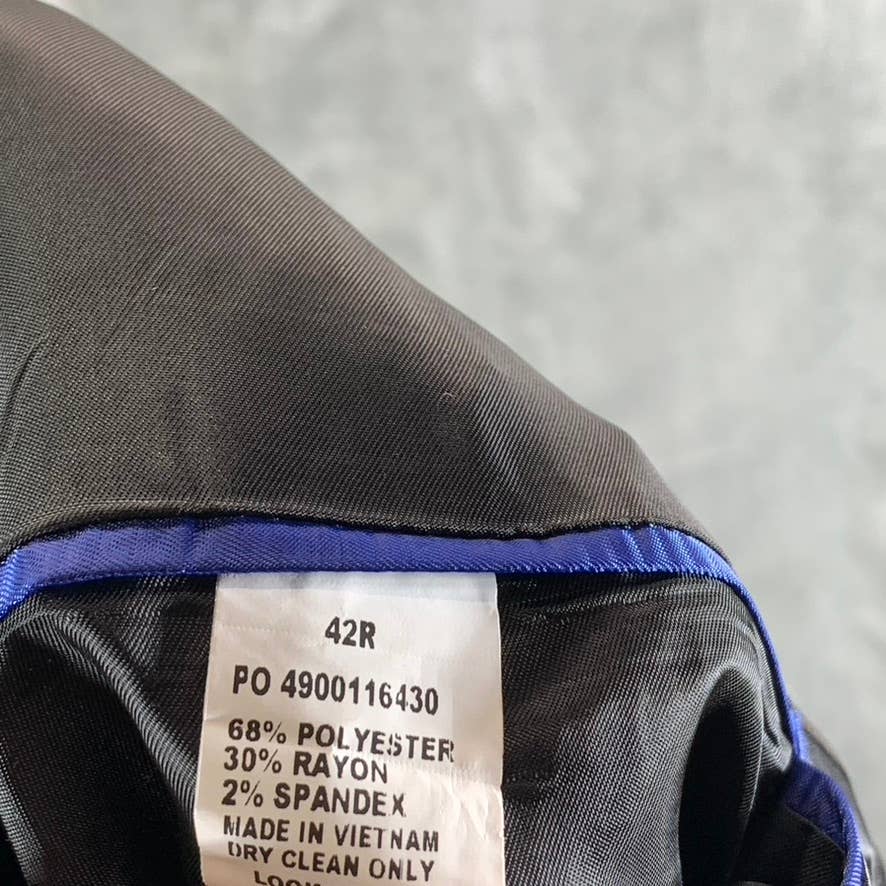 42R
PO 4900116430
68% POLYESTER
30% RAYON
2% SPANDEX
MADE IN VIETNAM
DRY CLEAN ONLY